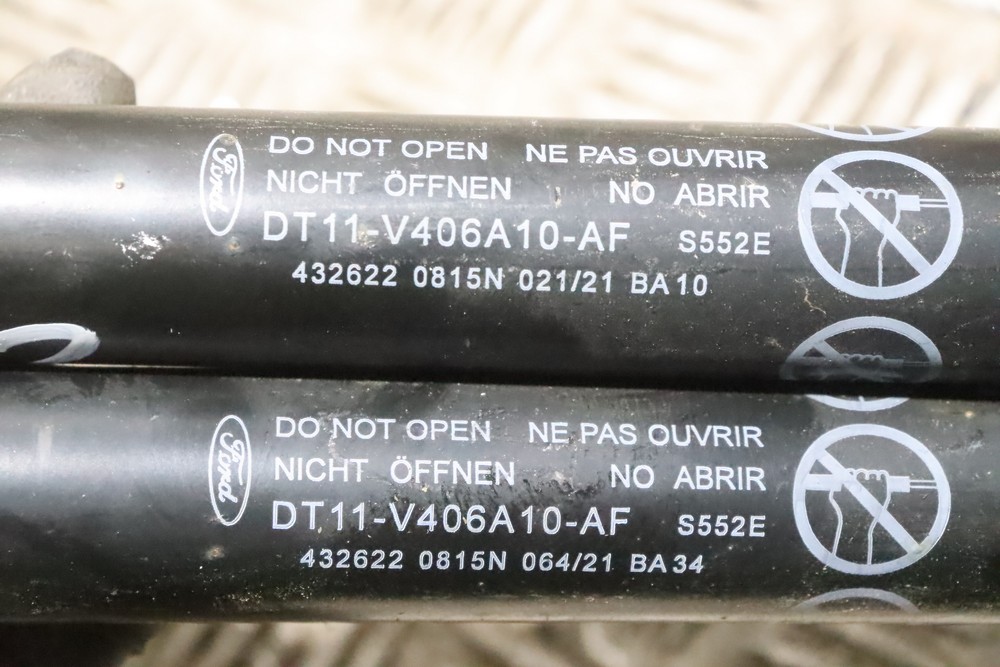 Ford
DO NOT OPEN NE PAS OUVRIR
NICHT ÖFFNEN NO ABRIR
DT11-V406A10-AF S552E
432622 0815N 021/21 BA10
Ford
DO NOT OPEN NE PAS OUVRIR
NICHT ÖFFNEN NO ABRIR
DT11-V406A10-AF S552E
432622 0815N 064/21 BA34